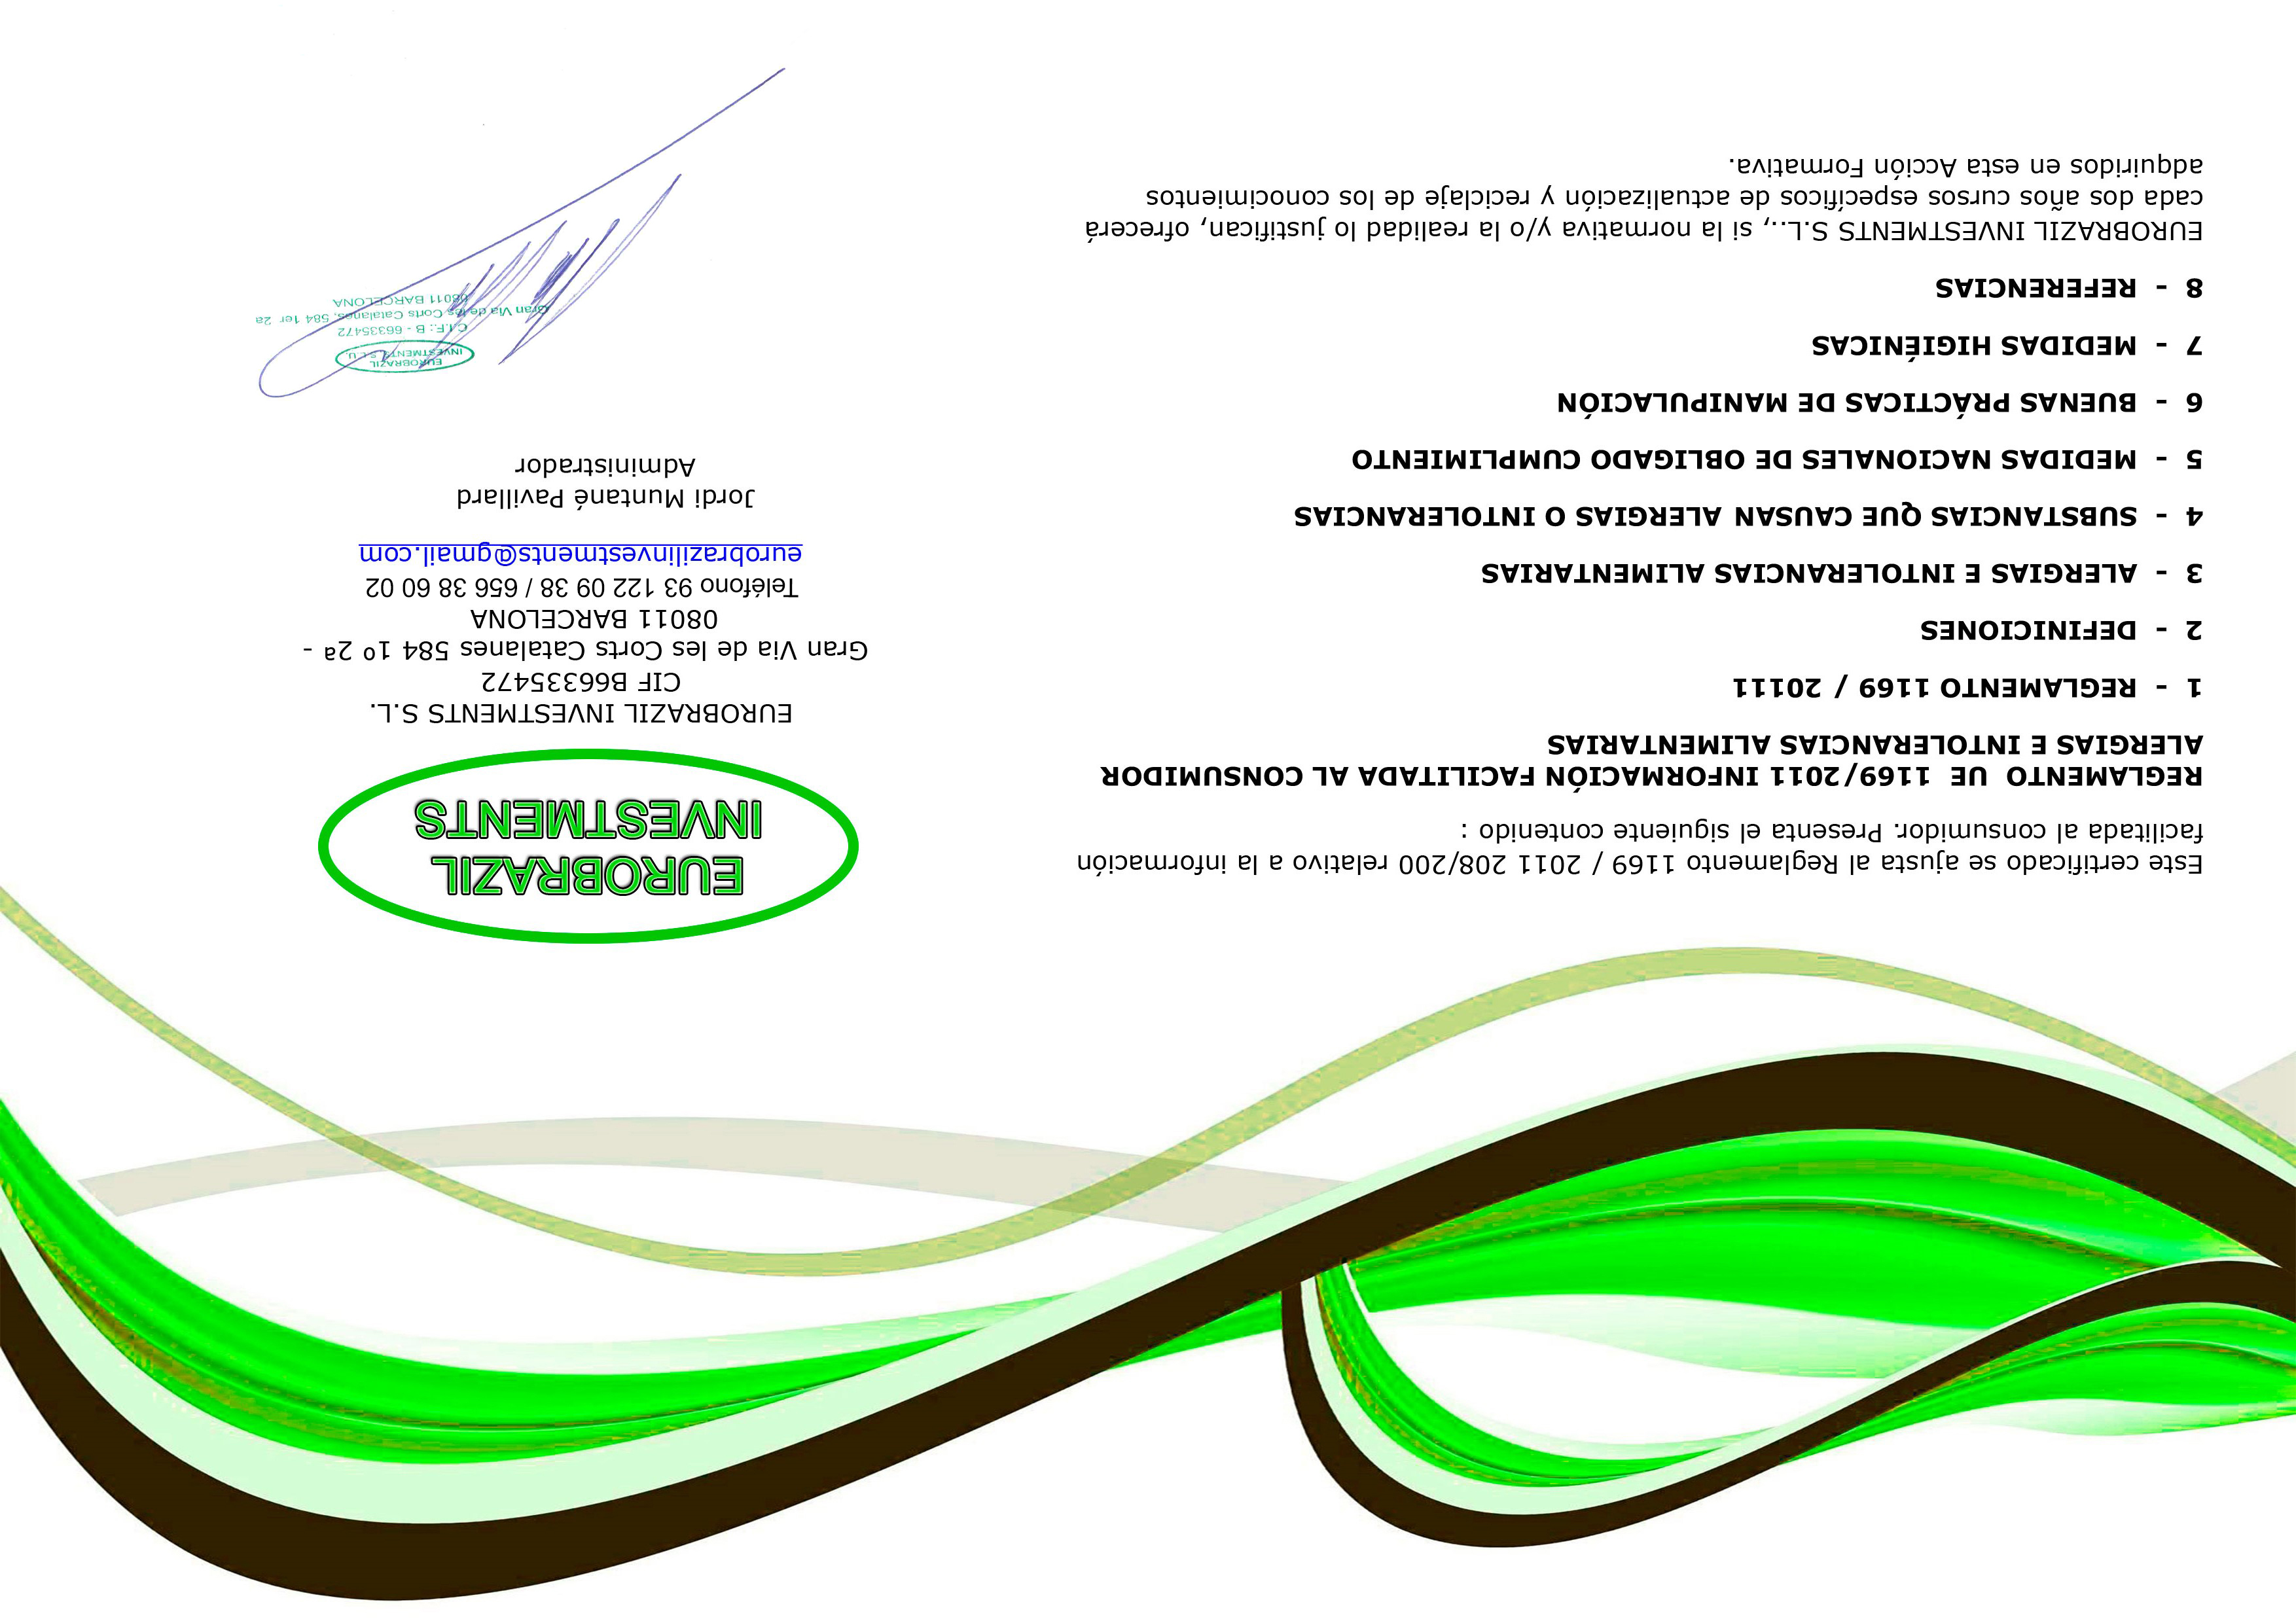 Este certificado se ajusta al Reglamento 1169 / 2011 208/200 relativo a la información
facilitada al consumidor. Presenta el siguiente contenido :
REGLAMENTO UE 1169/2011 INFORMACIÓN FACILITADA AL CONSUMIDOR
ALERGIAS E INTOLERANCIAS ALIMENTARIAS
1 - REGLAMENTO 1169 / 20111
2 - DEFINICIONES
3 - ALERGIAS E INTOLERANCIAS ALIMENTARIAS
4 - SUBSTANCIAS QUE CAUSAN ALERGIAS O INTOLERANCIAS
5 - MEDIDAS NACIONALES DE OBLIGADO CUMPLIMIENTO
6 - BUENAS PRÁCTICAS DE MANIPULACIÓN
7 - MEDIDAS HIGIÉNICAS
8 - REFERENCIAS
EUROBRAZIL INVESTMENTS S.L.., si la normativa y/o la realidad lo justifican, ofrecerá
cada dos años cursos específicos de actualización y reciclaje de los conocimientos
adquiridos en esta Acción Formativa.
EUROBRAZIL
INVESTMENTS
EUROBRAZIL INVESTMENTS S.L.
CIF B66335472
Gran Via de les Corts Catalanes 584 1º 2ª -
08011 BARCELONA
Teléfono 93 122 09 38 / 656 38 60 02
eurobrazilinvestments@gmail.com
Jordi Muntané Pavillard
Administrador
EUROBRAZIL
INVESTMENTS S.L.U.
C.I.F.: B - 66335472
Gran Via de les Corts Catalanes, 584 1er 2a
08011 BARCELONA